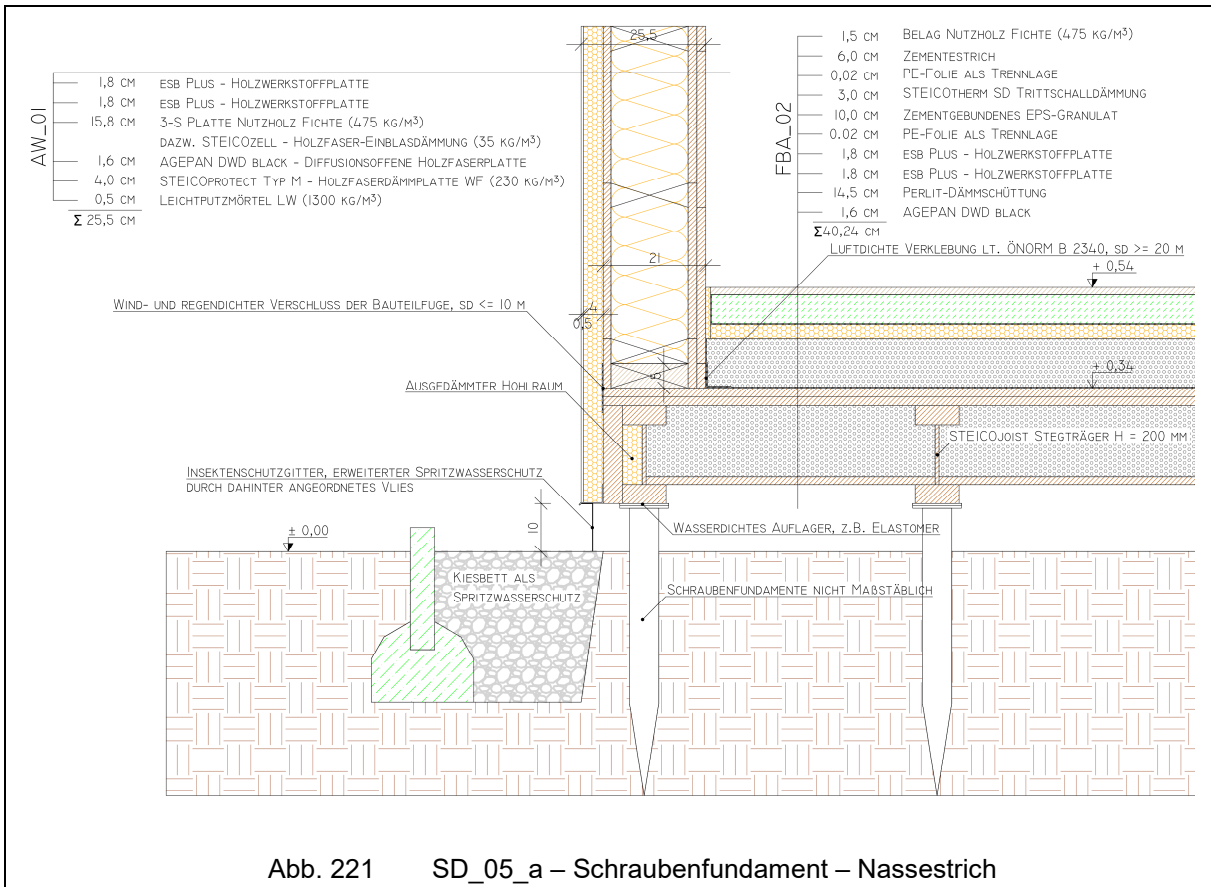 AW_01
1,8 CM ESB PLUS - HOLZWERKSTOFFPLATTE
1,8 CM ESB PLUS - HOLZWERKSTOFFPLATTE
15,8 CM 3-S PLATTE NUTZHOLZ FICHTE (475 KG/M³)
DAZW. STEICOZELL - HOLZFASER-EINBLASDÄMMUNG (35 KG/M³)
1,6 CM AGEPAN DWD BLACK - DIFFUSIONSOFFENE HOLZFASERPLATTE
4,0 CM STEICOPROTECT TYP M - HOLZFASERDÄMMPLATTE WF (230 KG/M³)
0,5 CM LEICHTPUTZMÖRTEL LW (1300 KG/M³)
Σ 25,5 CM
25,5
FBA_02
1,5 CM BELAG NUTZHOLZ FICHTE (475 KG/M³)
6,0 CM ZEMENTESTRICH
0,02 CM PE-FOLIE ALS TRENNLAGE
3,0 CM STEICOTHERM SD TRITTSCHALLDÄMMUNG
10,0 CM ZEMENTGEBUNDENES EPS-GRANULAT
0.02 CM PE-FOLIE ALS TRENNLAGE
1,8 CM ESB PLUS - HOLZWERKSTOFFPLATTE
1.8 CM ESB PLUS - HOLZWERKSTOFFPLATTE
14,5 CM PERLIT-DÄMMSCHÜTTUNG
1,6 CM AGEPAN DWD BLACK
Σ40,24 CM
LUFTDICHTE VERKLEBUNG LT. ÖNORM B 2340, SD >= 20 M
21
+ 0,54
WIND- UND REGENDICHTER VERSCHLUSS DER BAUTEILFUGE, SD <= 10 M
4
0,5
+ 0,34
AUSGEDÄMMTER HOHLRAUM
STEICOJOIST STEGTRÄGER H = 200 MM
INSEKTENSCHUTZGITTER, ERWEITERTER SPRITZWASSERSCHUTZ
DURCH DAHINTER ANGEORDNETES VLIES
10
± 0,00
WASSERDICHTES AUFLAGER, Z.B. ELASTOMER
KIESBETT ALS
SPRITZWASSERSCHUTZ
SCHRAUBENFUNDAMENTE NICHT MAßSTÄBLICH
Abb. 221 SD_05_a – Schraubenfundament – Nassestrich